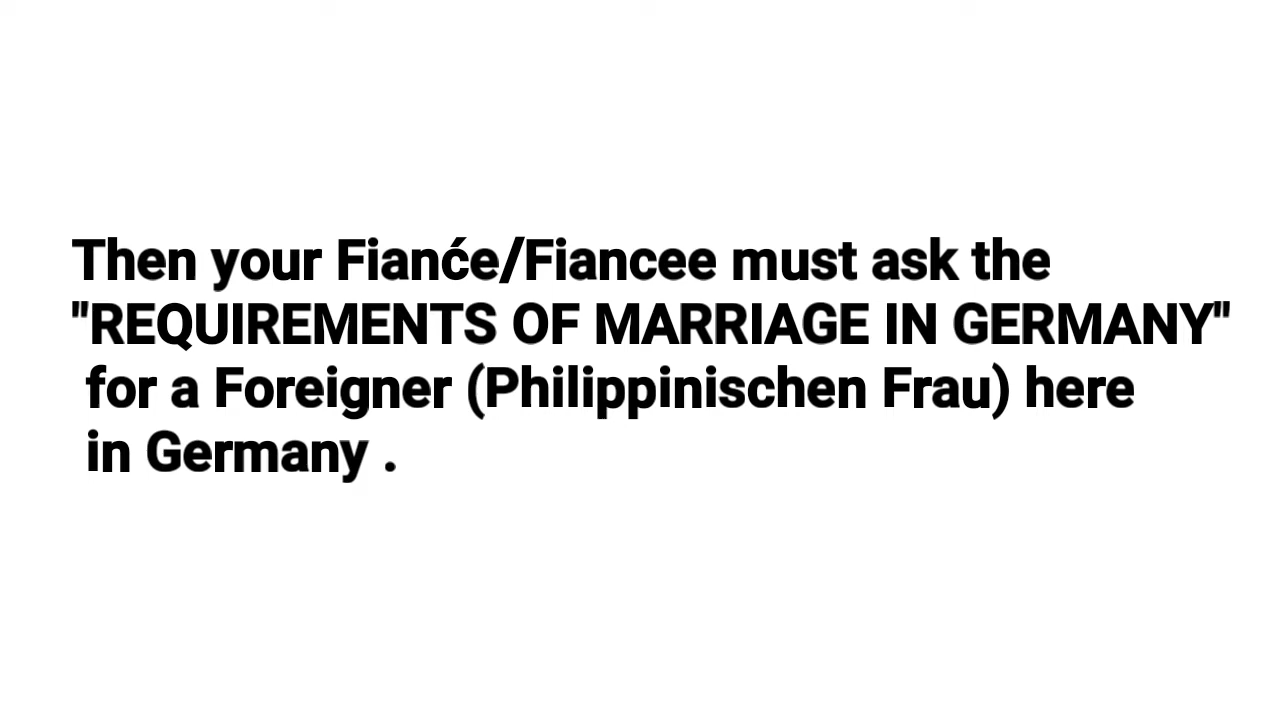 Then your Fianće/Fiancee must ask the
"REQUIREMENTS OF MARRIAGE IN GERMANY"
for a Foreigner (Philippinischen Frau) here
in Germany .